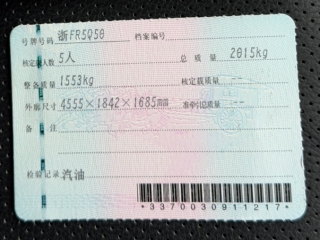 号牌号码 浙FR5Q50 档案编号
核定载人数 5人 总质量 2015kg
整备质量 1553kg 核定载质量 --
外廓尺寸 4555×1842×1685mm 准牵引总质量 --
备注
检验记录 汽油
*3370030911217*